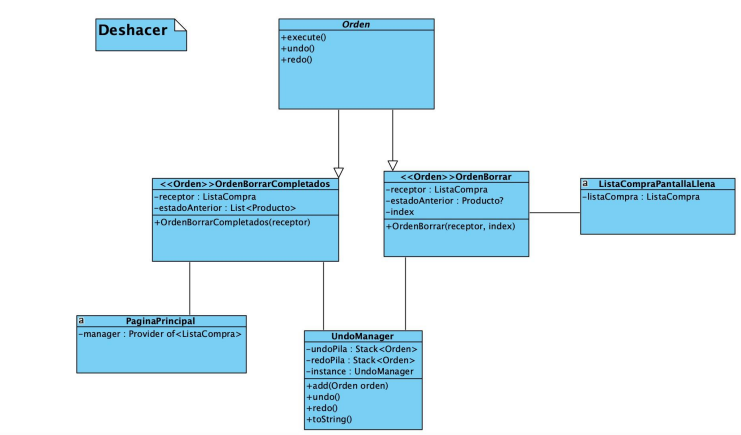 Deshacer
Orden
+execute()
+undo()
+redo()
<<Orden>>OrdenBorrarCompletados
-receptor : ListaCompra
-estadoAnterior : List<Producto>
+OrdenBorrarCompletados(receptor)
<<Orden>>OrdenBorrar
-receptor : ListaCompra
-estadoAnterior : Producto?
-index
+OrdenBorrar(receptor, index)
a ListaCompraPantallaLlena
-listaCompra : ListaCompra
a PaginaPrincipal
-manager : Provider of<ListaCompra>
UndoManager
-undoPila : Stack<Orden>
-redoPila : Stack<Orden>
-instance : UndoManager
+add(Orden orden)
+undo()
+redo()
+toString()